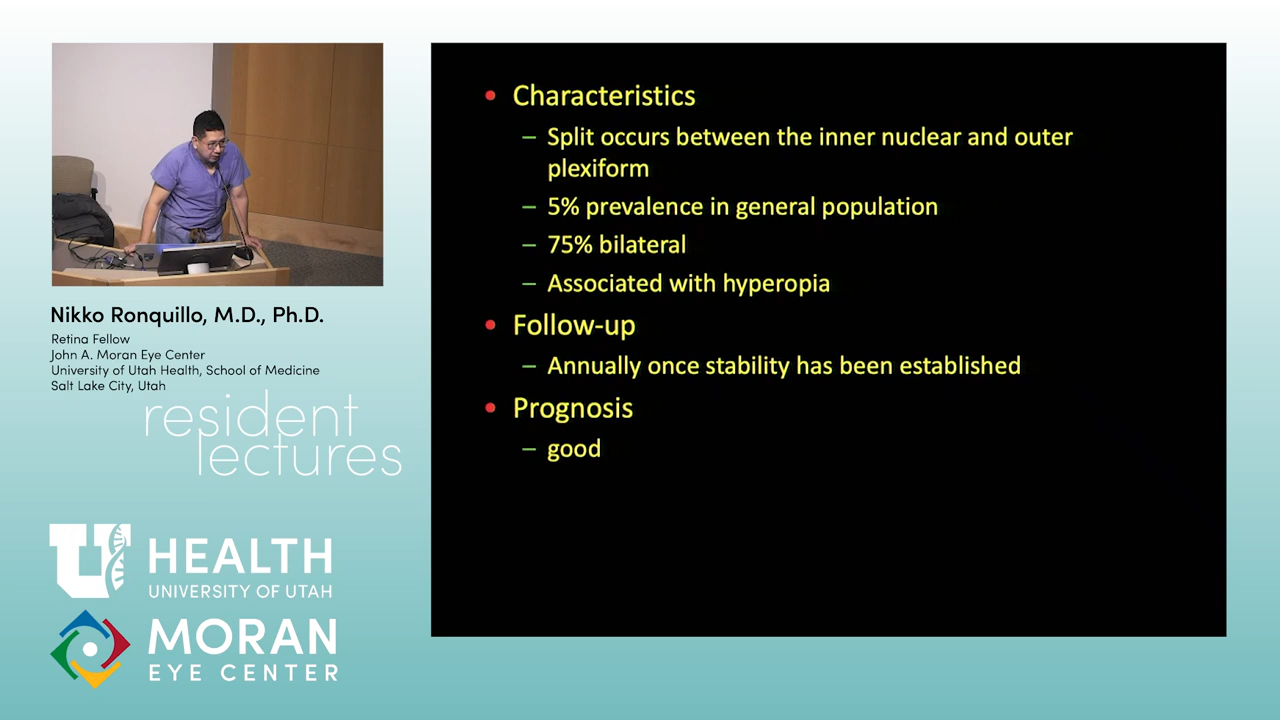 Nikko Ronquillo, M.D., Ph.D.
Retina Fellow
John A. Moran Eye Center
University of Utah Health, School of Medicine
Salt Lake City, Utah
resident
lectures
U HEALTH
UNIVERSITY OF UTAH
MORAN
EYE CENTER
• Characteristics
– Split occurs between the inner nuclear and outer
plexiform
– 5% prevalence in general population
– 75% bilateral
– Associated with hyperopia
• Follow-up
– Annually once stability has been established
• Prognosis
– good